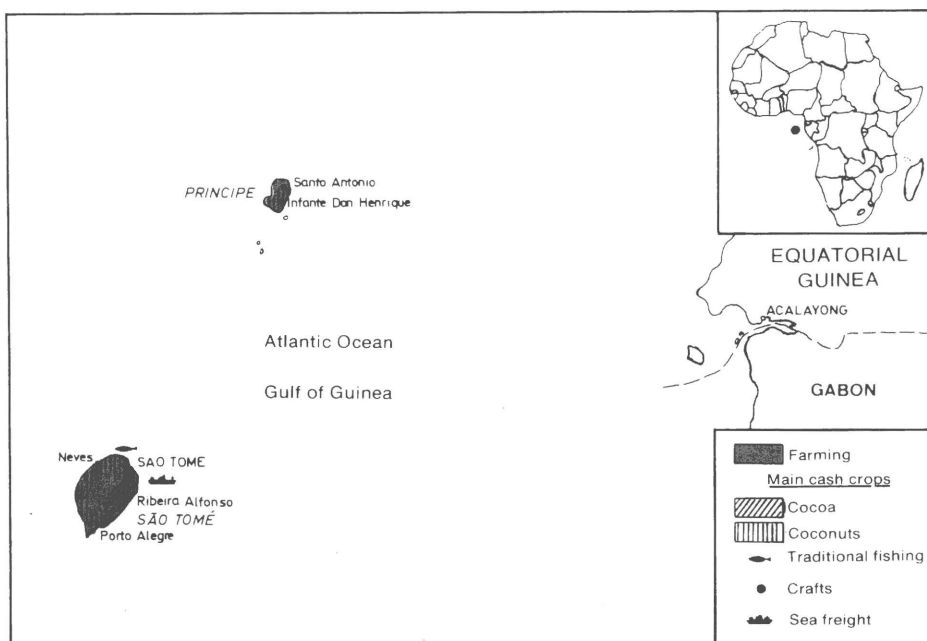 PRINCIPE
Santo Antonio
Infante Don Henrique
EQUATORIAL
GUINEA
ACALAYONG
Atlantic Ocean
Gulf of Guinea
GABON
Neves
SAO TOME
Ribeira Alfonso
SÃO TOMÉ
Porto Alegre
Farming
Main cash crops
Cocoa
Coconuts
Traditional fishing
Crafts
Sea freight